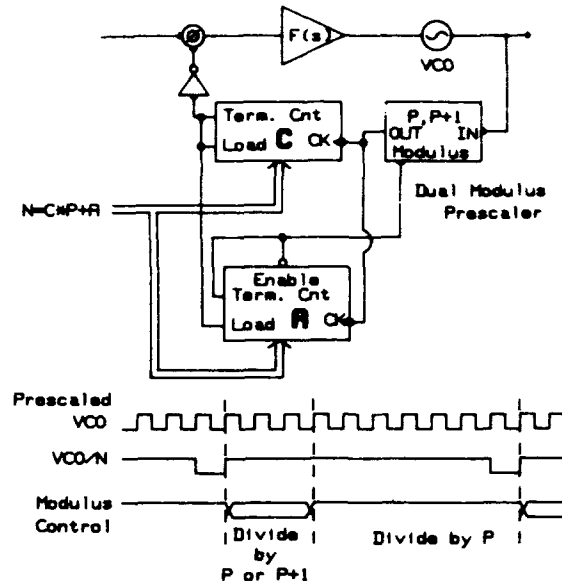 Ø
F(s)
VCO
Term. Cnt
Load C CK
P, P+1
OUT IN
Modulus
Dual Modulus
Prescaler
N=C*P+A
Enable
Term. Cnt
Load A CK
Prescaled
VCO
VCO/N
Modulus
Control
Divide
by
P or P+1
Divide by P